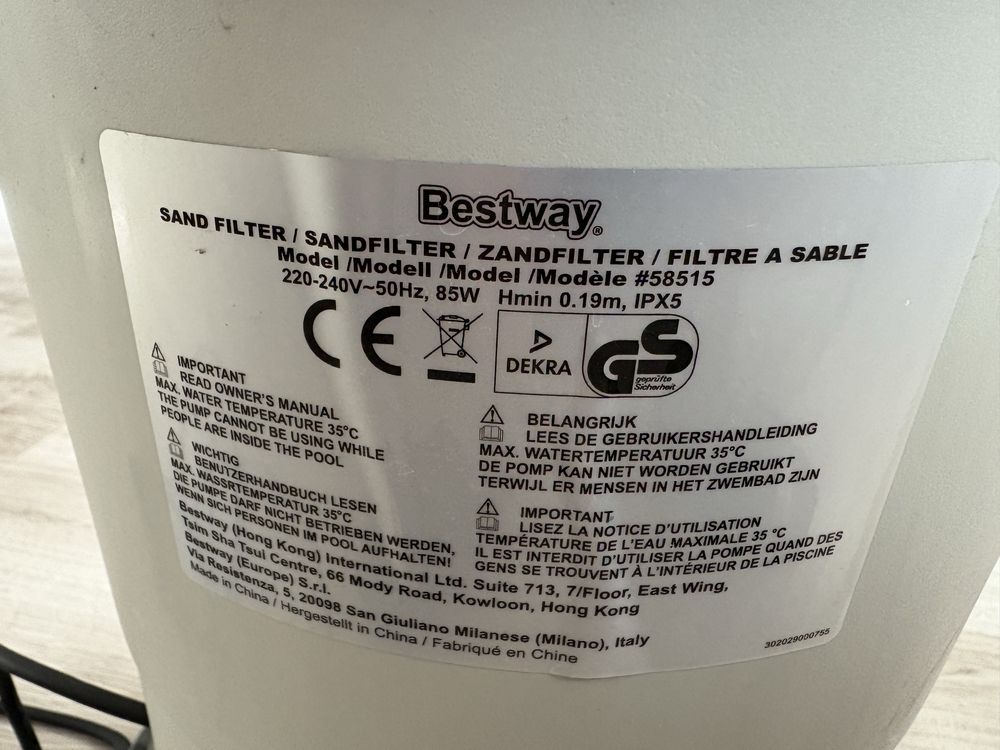 Bestway®
SAND FILTER / SANDFILTER / ZANDFILTER / FILTRE A SABLE
Model /Modell /Model /Modèle #58515
220-240V~50Hz, 85W Hmin 0.19m, IPX5
CE
DEKRA
GS
geprüfte
Sicherheit
IMPORTANT
READ OWNER'S MANUAL
MAX. WATER TEMPERATURE 35°C
THE PUMP CANNOT BE USING WHILE
PEOPLE ARE INSIDE THE POOL
WICHTIG
BENUTZERHANDBUCH LESEN
MAX. WASSRTEMPERATUR 35°C
DIE PUMPE DARF NICHT BETRIEBEN WERDEN,
WENN SICH PERSONEN IM POOL AUFHALTEN!
BELANGRIJK
LEES DE GEBRUIKERSHANDLEIDING
MAX. WATERTEMPERATUUR 35°C
DE POMP KAN NIET WORDEN GEBRUIKT
TERWIJL ER MENSEN IN HET ZWEMBAD ZIJN
IMPORTANT
LISEZ LA NOTICE D'UTILISATION
TEMPÉRATURE DE L'EAU MAXIMALE 35 °C
IL EST INTERDIT D'UTILISER LA POMPE QUAND DES
GENS SE TROUVENT À L'INTÉRIEUR DE LA PISCINE
Bestway (Hong Kong) International Ltd. Suite 713, 7/Floor, East Wing,
Tsim Sha Tsui Centre, 66 Mody Road, Kowloon, Hong Kong
Bestway (Europe) S.r.l.
Via Resistenza, 5, 20098 San Giuliano Milanese (Milano), Italy
Made in China / Hergestellt in China / Fabriqué en Chine
302029000755